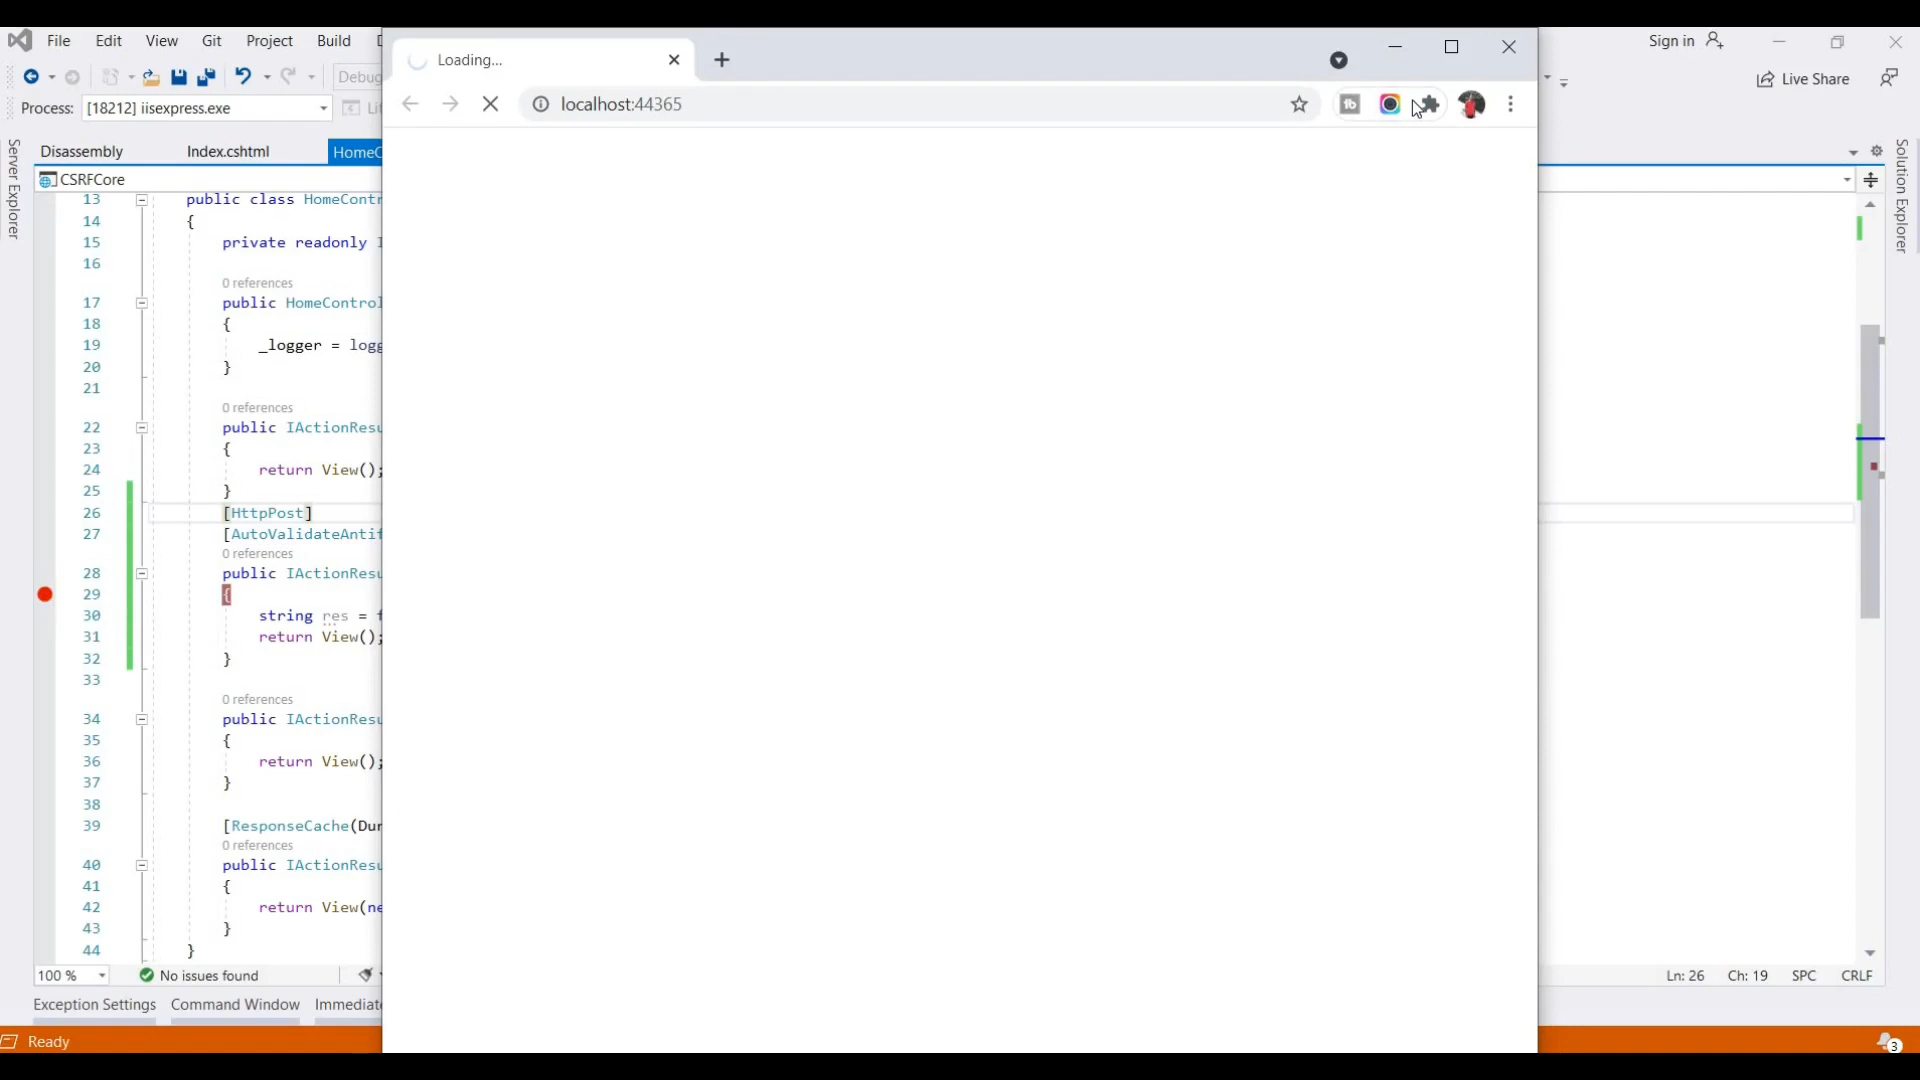 File Edit View Git Project Build
Sign in
Loading...
Debug
Live Share
Process: [18212] iisexpress.exe
localhost:44365
Disassembly Index.cshtml HomeC
CSRFCore
Server Explorer
Solution Explorer
13 public class HomeContr
14 {
15 private readonly I
16
0 references
17 public HomeControl
18 {
19 _logger = logg
20 }
21
0 references
22 public IActionResu
23 {
24 return View();
25 }
26 [HttpPost]
27 [AutoValidateAntif
0 references
28 public IActionResu
29 {
30 string res = f
31 return View();
32 }
33
0 references
34 public IActionResu
35 {
36 return View();
37 }
38
39 [ResponseCache(Dur
0 references
40 public IActionResu
41 {
42 return View(ne
43 }
44 }
100 % No issues found
Ln: 26 Ch: 19 SPC CRLF
Exception Settings Command Window Immediate
Ready
3